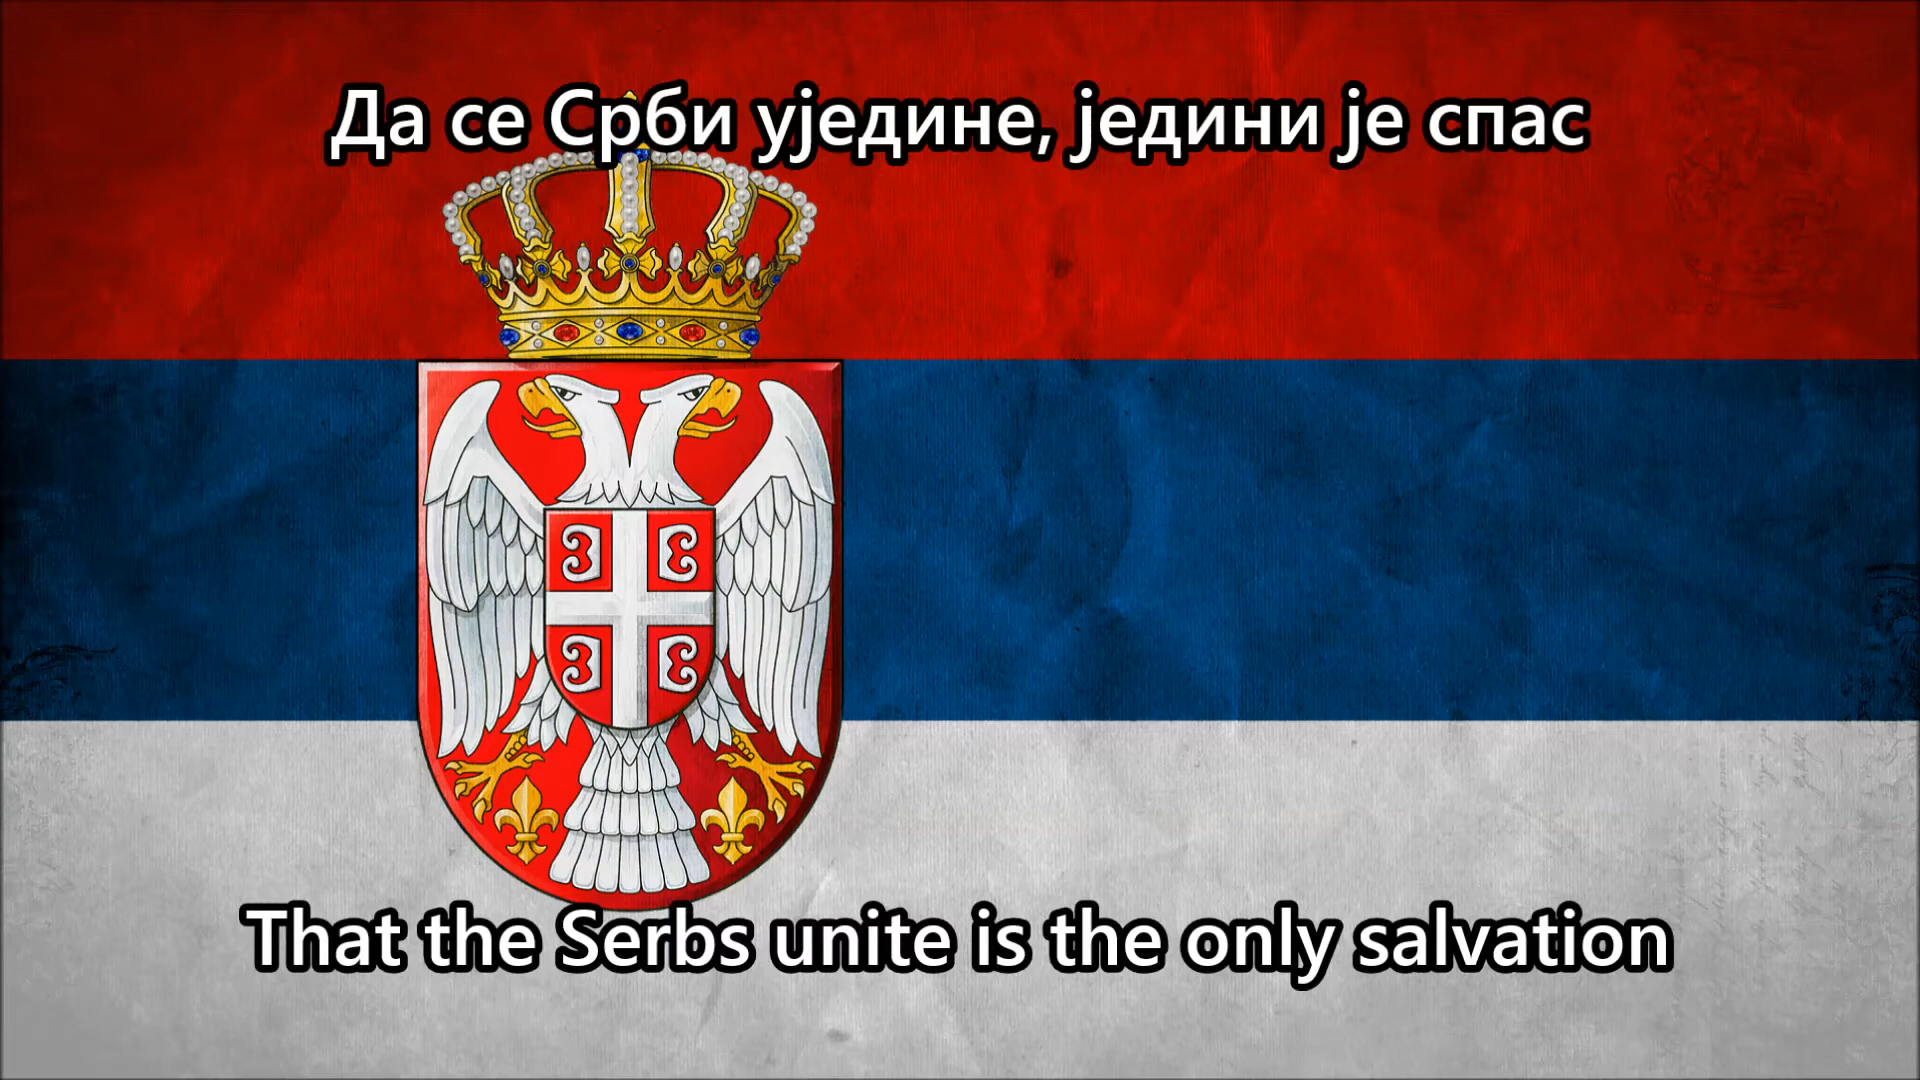 Да се Срби уједине, једини је спас
That the Serbs unite is the only salvation